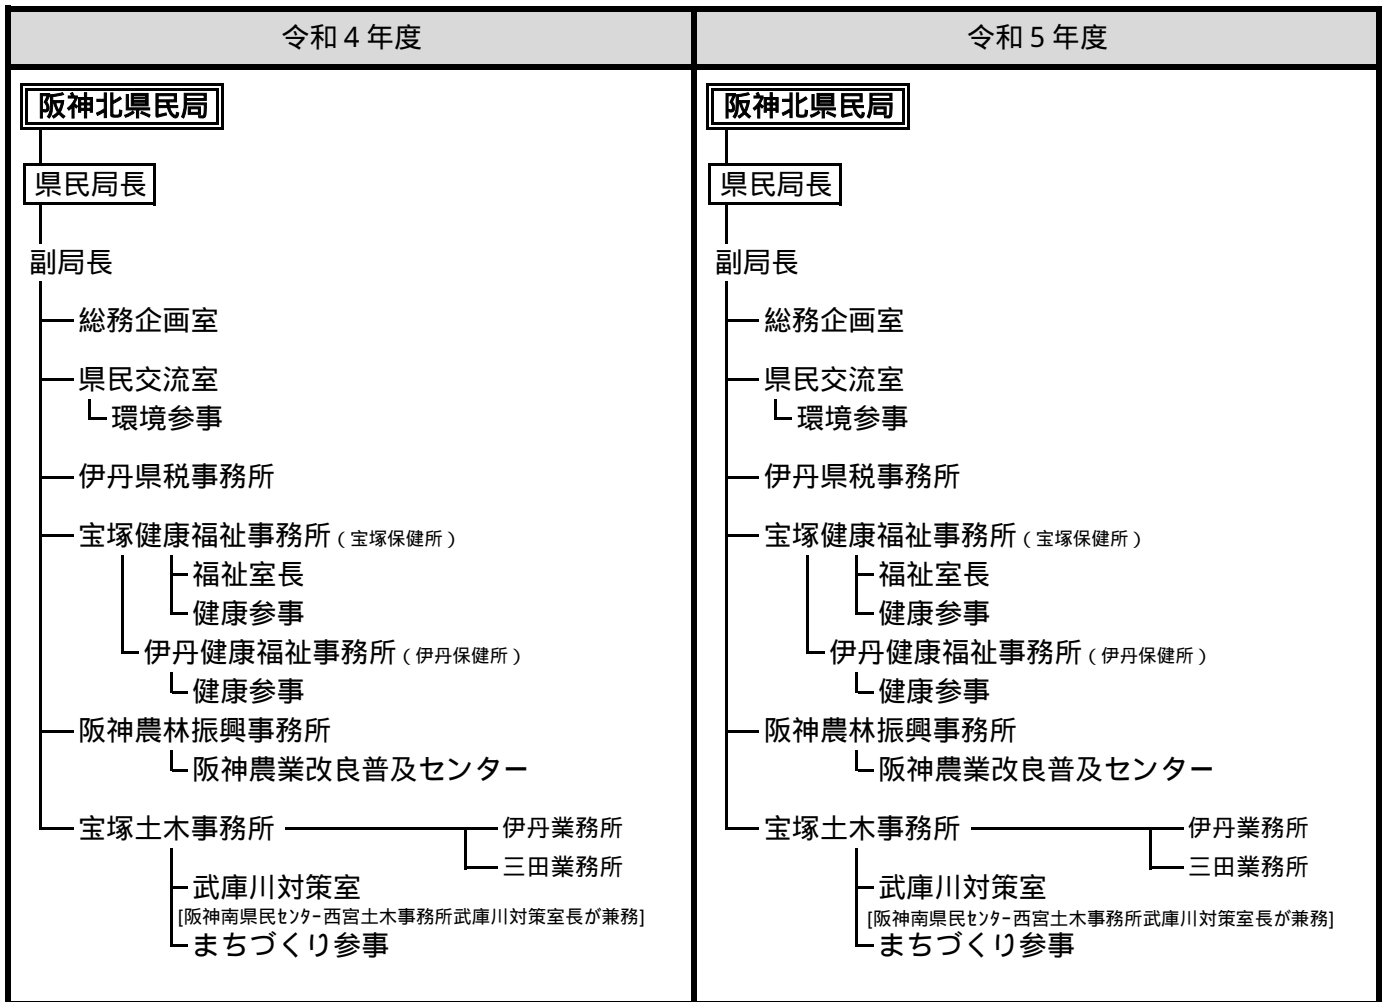 令和４年度
阪神北県民局
県民局長
副局長
総務企画室
県民交流室
環境参事
伊丹県税事務所
宝塚健康福祉事務所（宝塚保健所）
福祉室長
健康参事
伊丹健康福祉事務所（伊丹保健所）
健康参事
阪神農林振興事務所
阪神農業改良普及センター
宝塚土木事務所 伊丹業務所
三田業務所
武庫川対策室
[阪神南県民ｾﾝﾀｰ西宮土木事務所武庫川対策室長が兼務]
まちづくり参事
令和５年度
阪神北県民局
県民局長
副局長
総務企画室
県民交流室
環境参事
伊丹県税事務所
宝塚健康福祉事務所（宝塚保健所）
福祉室長
健康参事
伊丹健康福祉事務所（伊丹保健所）
健康参事
阪神農林振興事務所
阪神農業改良普及センター
宝塚土木事務所 伊丹業務所
三田業務所
武庫川対策室
[阪神南県民ｾﾝﾀｰ西宮土木事務所武庫川対策室長が兼務]
まちづくり参事